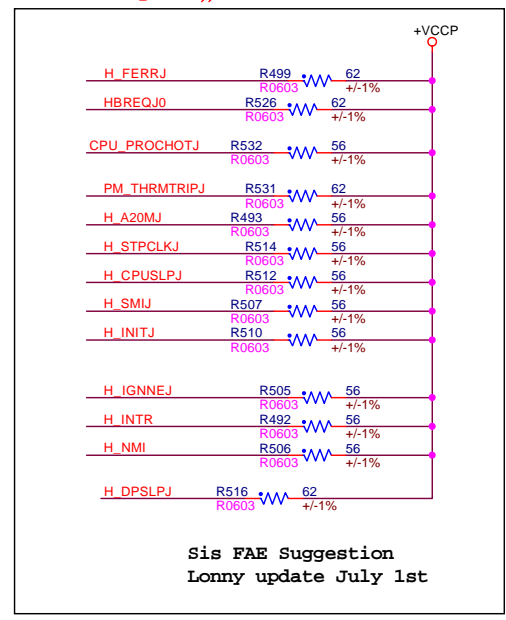 +VCCP
H_FERRJ R499 62
R0603 +/-1%
HBREQJ0 R526 62
R0603 +/-1%
CPU_PROCHOTJ R532 56
R0603 +/-1%
PM_THRMTRIPJ R531 62
R0603 +/-1%
H_A20MJ R493 56
R0603 +/-1%
H_STPCLKJ R514 56
R0603 +/-1%
H_CPUSLPJ R512 56
R0603 +/-1%
H_SMIJ R507 56
R0603 +/-1%
H_INITJ R510 56
R0603 +/-1%
H_IGNNEJ R505 56
R0603 +/-1%
H_INTR R492 56
R0603 +/-1%
H_NMI R506 56
R0603 +/-1%
H_DPSLPJ R516 62
R0603 +/-1%
Sis FAE Suggestion
Lonny update July 1st